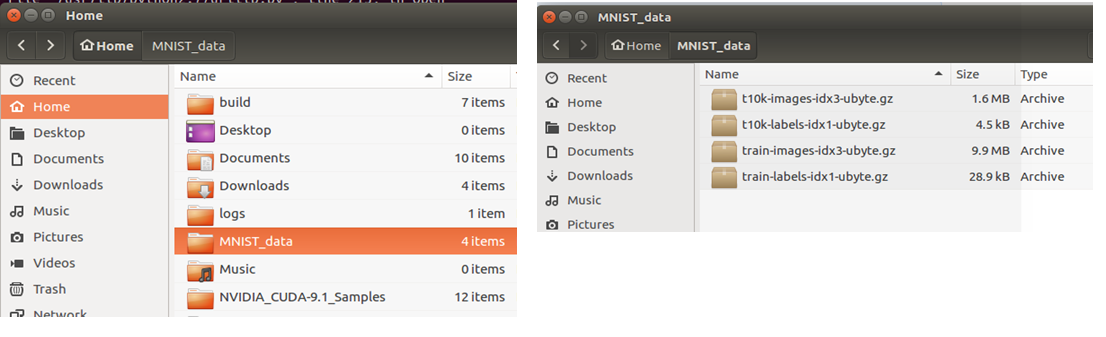 Home
Home MNIST_data
Recent
Home
Desktop
Documents
Downloads
Music
Pictures
Videos
Trash
Name Size
build 7 items
Desktop 0 items
Documents 10 items
Downloads 4 items
logs 1 item
MNIST_data 4 items
Music 0 items
NVIDIA_CUDA-9.1_Samples 12 items
MNIST_data
Home MNIST_data
Recent
Home
Desktop
Documents
Downloads
Music
Pictures
Name Size Type
t10k-images-idx3-ubyte.gz 1.6 MB Archive
t10k-labels-idx1-ubyte.gz 4.5 kB Archive
train-images-idx3-ubyte.gz 9.9 MB Archive
train-labels-idx1-ubyte.gz 28.9 kB Archive